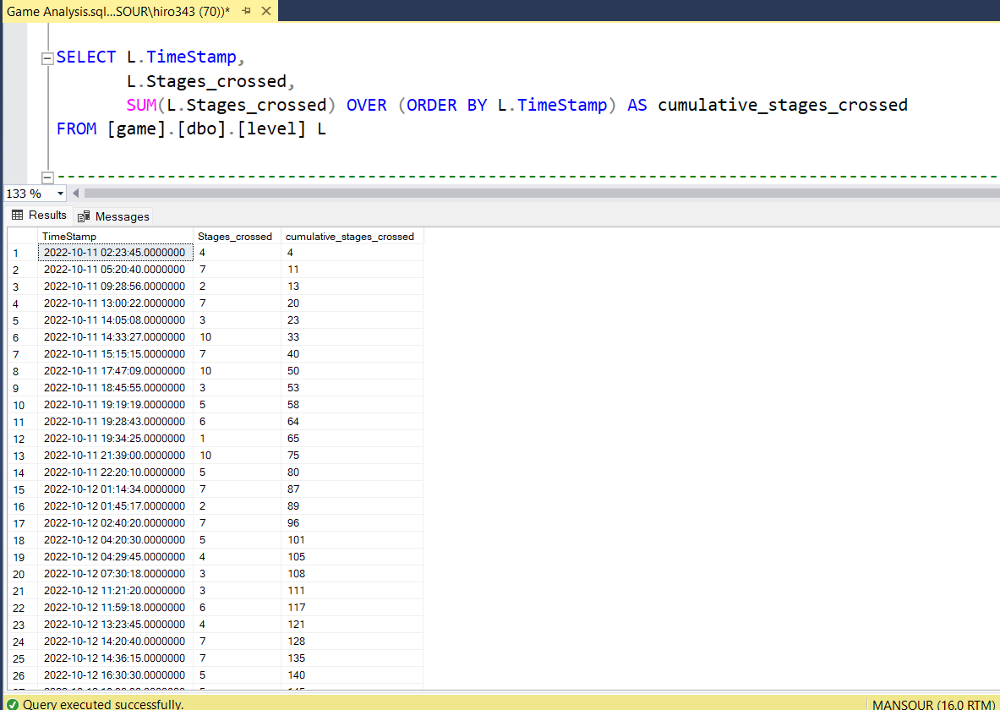 Game Analysis.sql...SOUR\hiro343 (70))*
SELECT L.TimeStamp,
L.Stages_crossed,
SUM(L.Stages_crossed) OVER (ORDER BY L.TimeStamp) AS cumulative_stages_crossed
FROM [game].[dbo].[level] L
133 %
Results Messages
TimeStamp Stages_crossed cumulative_stages_crossed
1 2022-10-11 02:23:45.0000000 4 4
2 2022-10-11 05:20:40.0000000 7 11
3 2022-10-11 09:28:56.0000000 2 13
4 2022-10-11 13:00:22.0000000 7 20
5 2022-10-11 14:05:08.0000000 3 23
6 2022-10-11 14:33:27.0000000 10 33
7 2022-10-11 15:15:15.0000000 7 40
8 2022-10-11 17:47:09.0000000 10 50
9 2022-10-11 18:45:55.0000000 3 53
10 2022-10-11 19:19:19.0000000 5 58
11 2022-10-11 19:28:43.0000000 6 64
12 2022-10-11 19:34:25.0000000 1 65
13 2022-10-11 21:39:00.0000000 10 75
14 2022-10-11 22:20:10.0000000 5 80
15 2022-10-12 01:14:34.0000000 7 87
16 2022-10-12 01:45:17.0000000 2 89
17 2022-10-12 02:40:20.0000000 7 96
18 2022-10-12 04:20:30.0000000 5 101
19 2022-10-12 04:29:45.0000000 4 105
20 2022-10-12 07:30:18.0000000 3 108
21 2022-10-12 11:21:20.0000000 3 111
22 2022-10-12 11:59:18.0000000 6 117
23 2022-10-12 13:23:45.0000000 4 121
24 2022-10-12 14:20:40.0000000 7 128
25 2022-10-12 14:36:15.0000000 7 135
26 2022-10-12 16:30:30.0000000 5 140
Query executed successfully. MANSOUR (16.0 RTM)